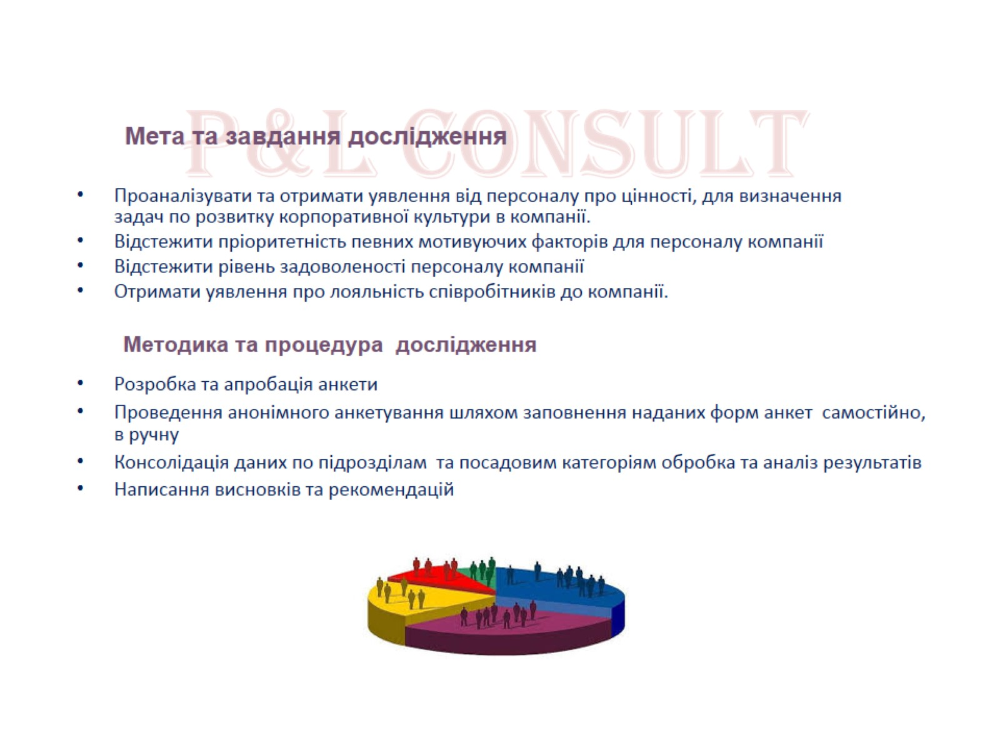 P&L CONSULT
Мета та завдання дослідження
• Проаналізувати та отримати уявлення від персоналу про цінності, для визначення
задач по розвитку корпоративної культури в компанії.
• Відстежити пріоритетність певних мотивуючих факторів для персоналу компанії
• Відстежити рівень задоволеності персоналу компанії
• Отримати уявлення про лояльність співробітників до компанії.
Методика та процедура  дослідження
• Розробка та апробація анкети
• Проведення анонімного анкетування шляхом заповнення наданих форм анкет  самостійно,
в ручну
• Консолідація даних по підрозділам  та посадовим категоріям обробка та аналіз результатів
• Написання висновків та рекомендацій